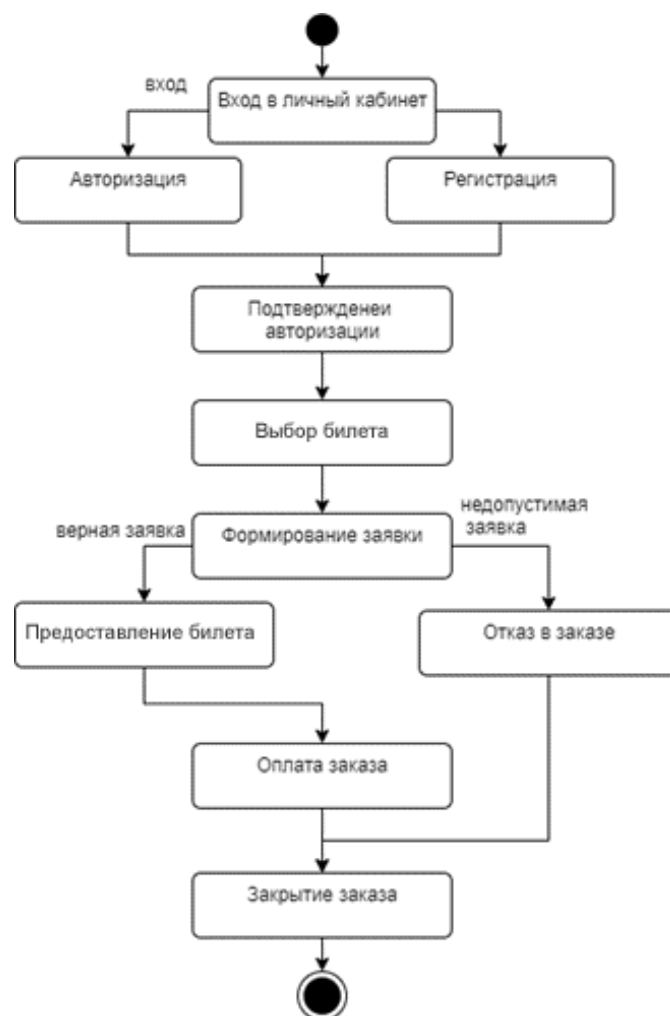 вход
Вход в личный кабинет
Авторизация
Регистрация
Подтвержденеи
авторизации
Выбор билета
верная заявка
Формирование заявки
недопустимая
заявка
Предоставление билета
Отказ в заказе
Оплата заказа
Закрытие заказа